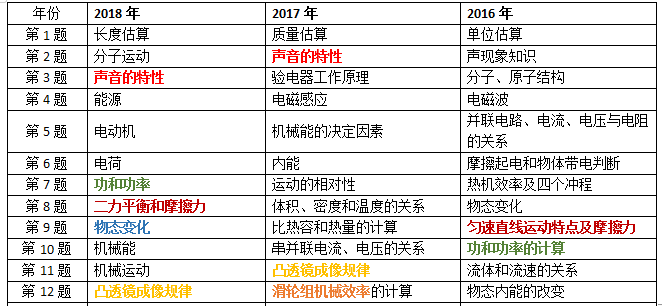 年份 2018 年 2017 年 2016 年
第 1 题 长度估算 质量估算 单位估算
第 2 题 分子运动 声音的特性 声现象知识
第 3 题 声音的特性 验电器工作原理 分子、原子结构
第 4 题 能源 电磁感应 电磁波
第 5 题 电动机 机械能的决定因素 并联电路、电流、电压与电阻
的关系
第 6 题 电荷 内能 摩擦起电和物体带电判断
第 7 题 功和功率 运动的相对性 热机效率及四个冲程
第 8 题 二力平衡和摩擦力 体积、密度和温度的关系 物态变化
第 9 题 物态变化 比热容和热量的计算 匀速直线运动特点及摩擦力
第 10 题 机械能 串并联电流、电压的关系 功和功率的计算
第 11 题 机械运动 凸透镜成像规律 流体和流速的关系
第 12 题 凸透镜成像规律 滑轮组机械效率的计算 物态内能的改变